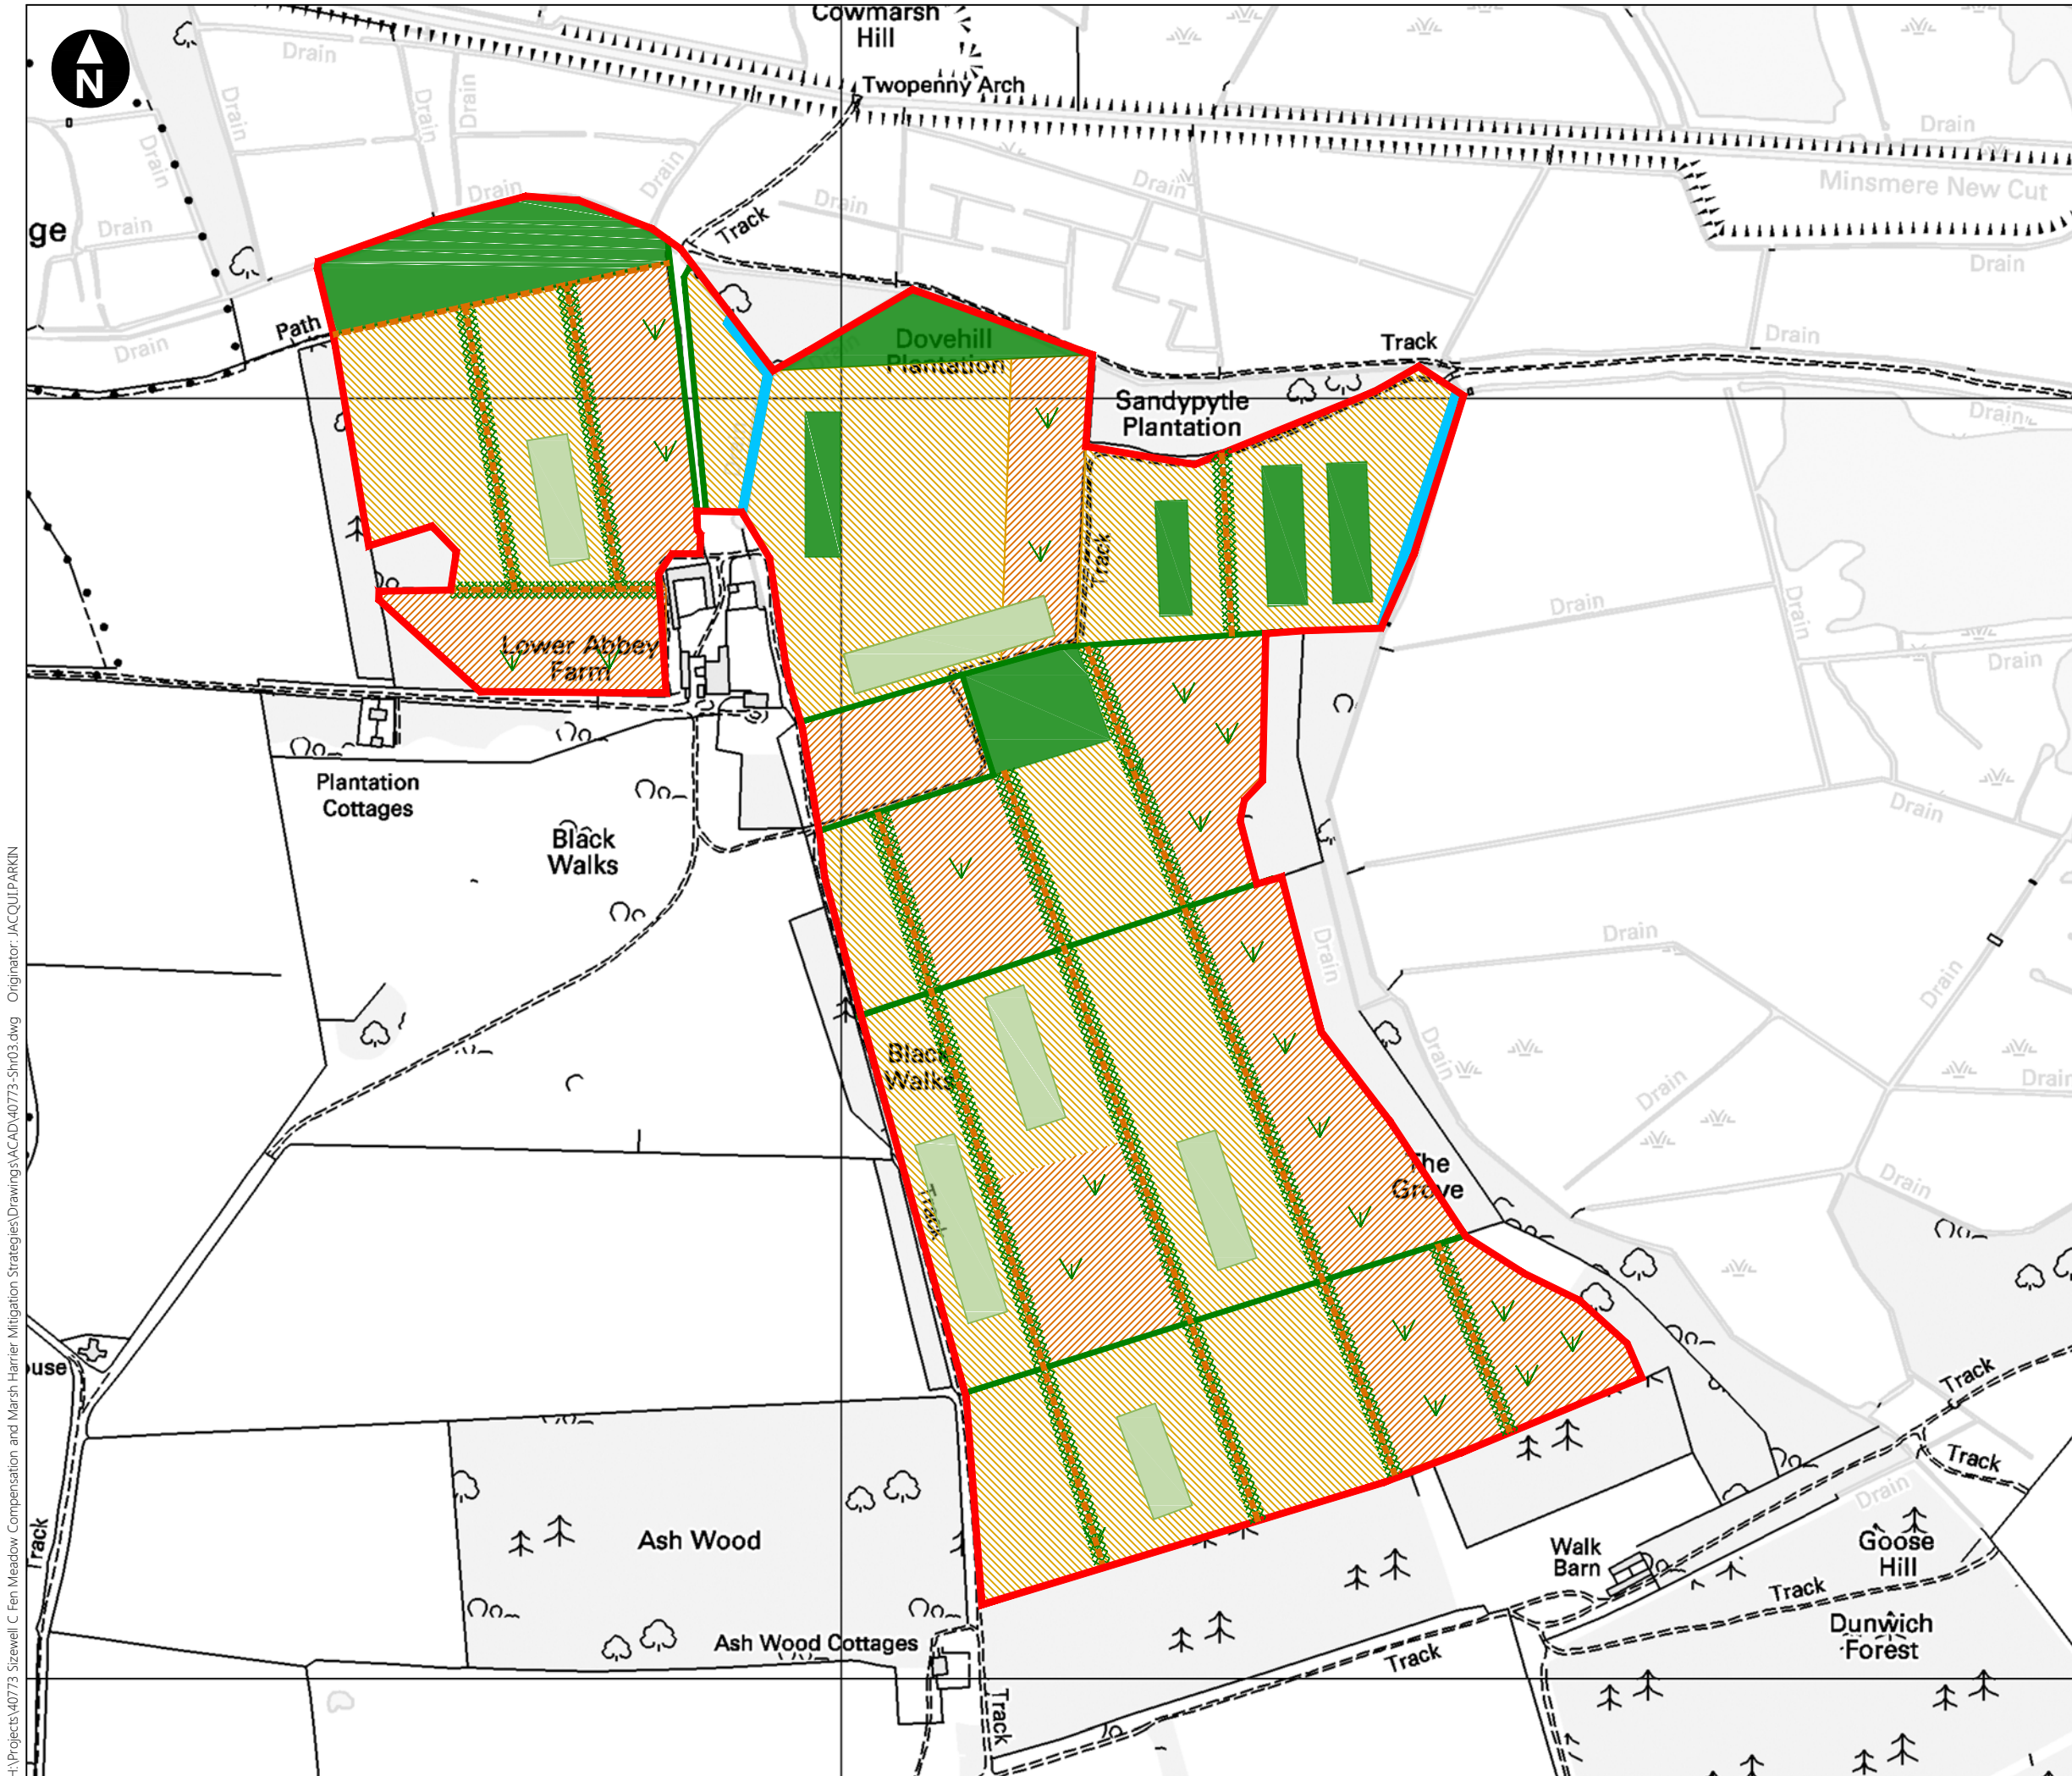 Cowmarsh
Hill
N
Drain
Twopenny Arch
Drain
Drain
Drain
Drain
Drain
Drain
Minsmere New Cut
Drain
Drain
Drain
Drain
Track
ge
Drain
Drain
Path
Drain
Dovehill
Plantation
Track
Drain
Sandypytle
Plantation
Drain
Track
Drain
Drain
Lower Abbey
Farm
Drain
Plantation
Cottages
Drain
Black
Walks
Drain
Drain
Drain
Black
Walks
Drain
Drain
Drain
The
Grove
Drain
Track
ouse
Track
Track
Drain
Track
Ash Wood
Walk
Barn
Goose
Hill
Track
Dunwich
Forest
Ash Wood Cottages
Track
Track
H:\Projects\40773 Sizewell C Fen Meadow Compensation and Marsh Harrier Mitigation Strategies\Drawings\ACAD\40773-Shr03.dwg Originator: JACQUI.PARKIN